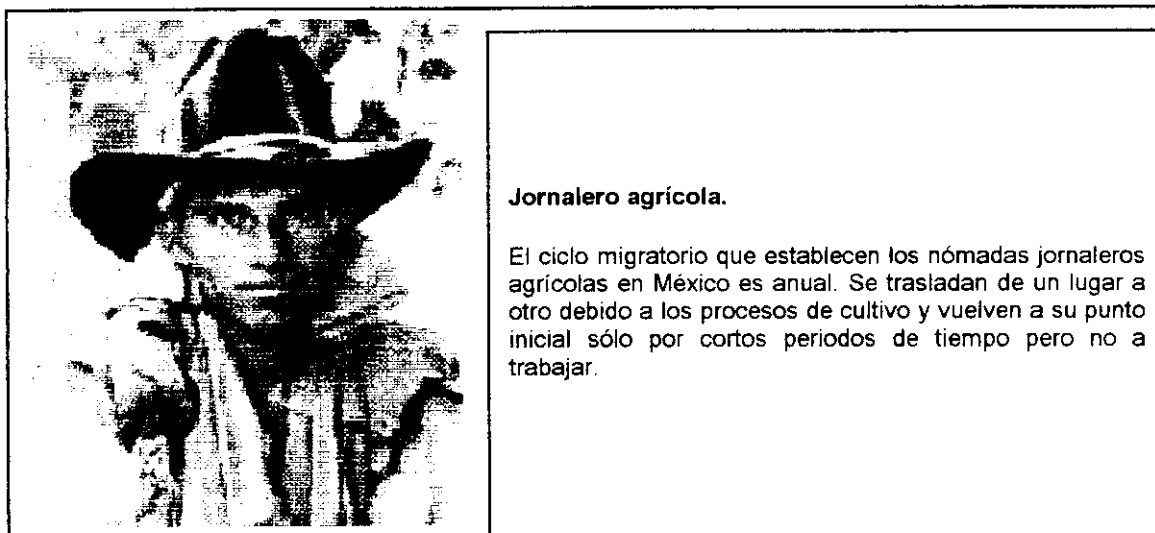 Jornalero agrícola.
El ciclo migratorio que establecen los nómadas jornaleros
agrícolas en México es anual. Se trasladan de un lugar a
otro debido a los procesos de cultivo y vuelven a su punto
inicial sólo por cortos periodos de tiempo pero no a
trabajar.